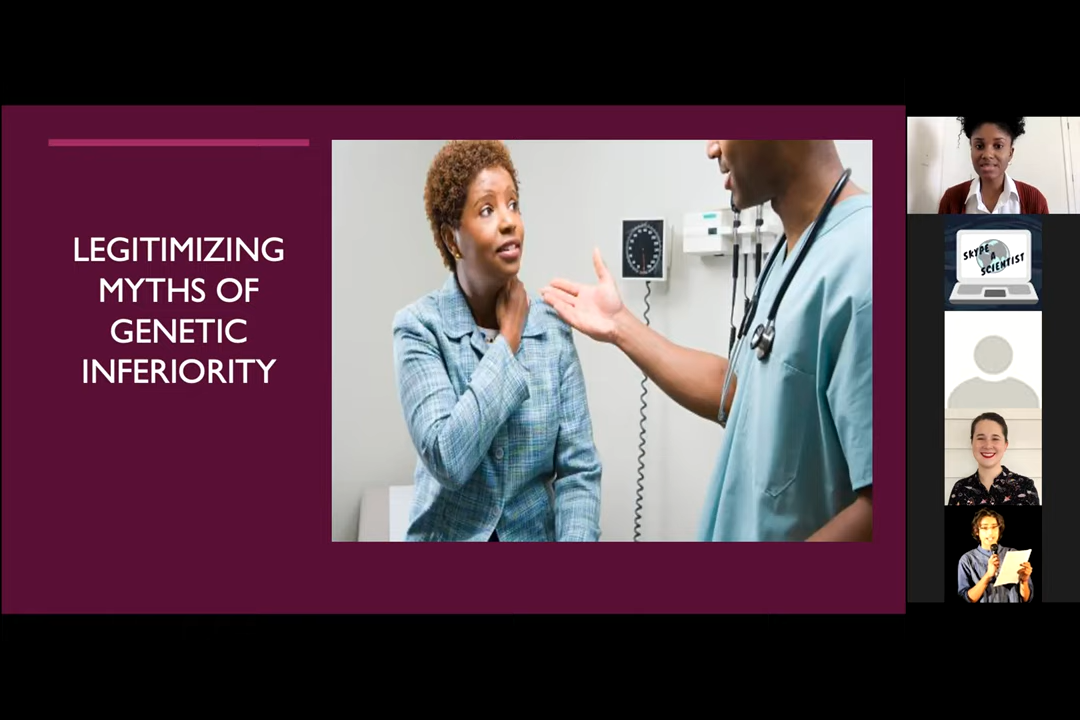 LEGITIMIZING
MYTHS OF
GENETIC
INFERIORITY
SKYPE
A
SCIENTIST